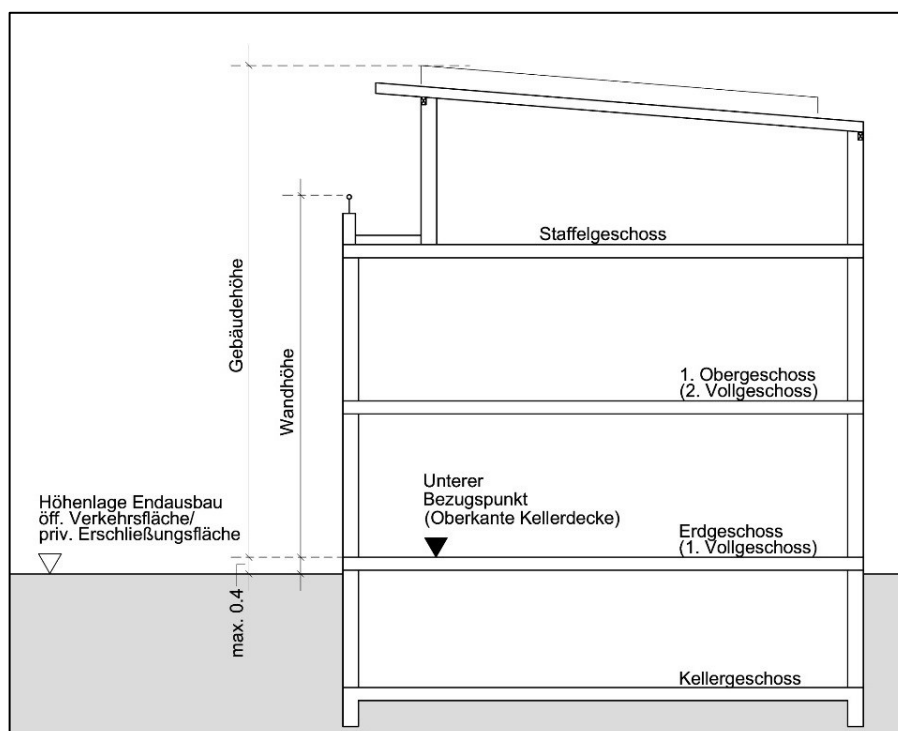 Staffelgeschoss
Gebäudehöhe
Wandhöhe
1. Obergeschoss
(2. Vollgeschoss)
Unterer
Bezugspunkt
(Oberkante Kellerdecke)
Höhenlage Endausbau
öff. Verkehrsfläche/
priv. Erschließungsfläche
Erdgeschoss
(1. Vollgeschoss)
max. 0.4
Kellergeschoss